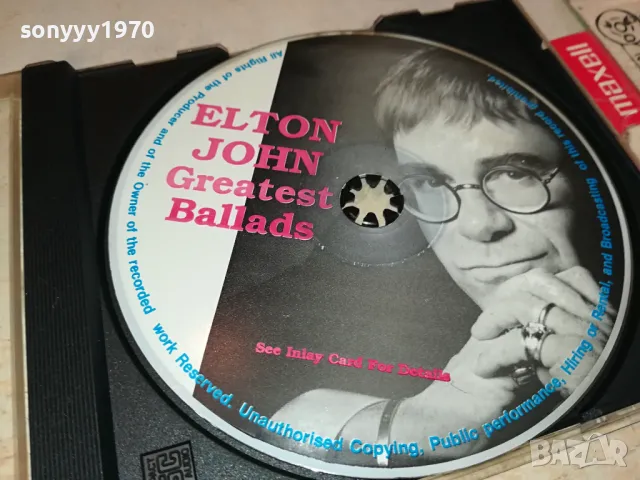 sonyyy1970
ELTON
JOHN
Greatest
Ballads
See Inlay Card For Details
All Rights of the Producer and of the Owner of the recorded work Reserved. Unauthorised Copying, Public performance, Hiring or Rental, and Broadcasting of this record prohibited.
maxell
BAZAR